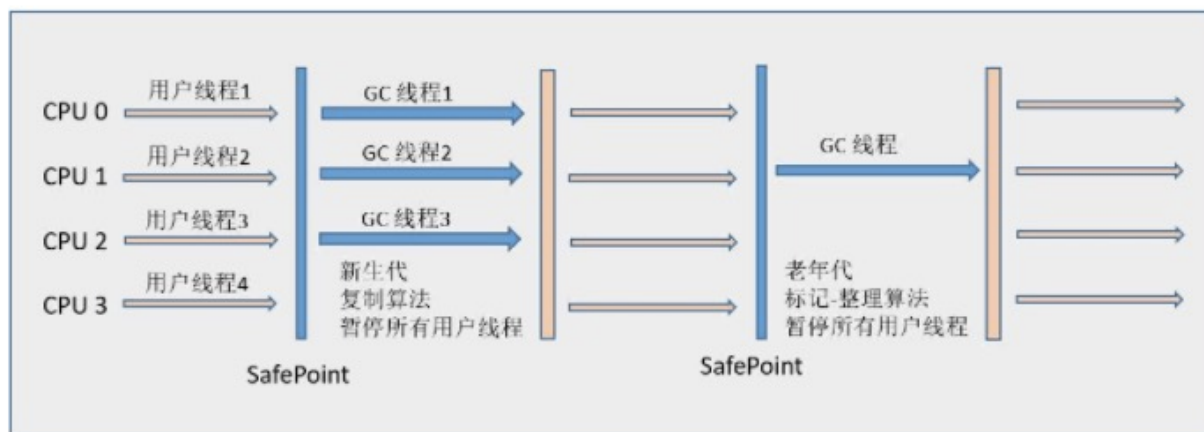 用户线程1
GC 线程1
CPU 0
用户线程2
GC 线程2
GC 线程
CPU 1
用户线程3
GC 线程3
CPU 2
用户线程4
新生代
老年代
CPU 3
复制算法
标记-整理算法
暂停所有用户线程
暂停所有用户线程
SafePoint
SafePoint